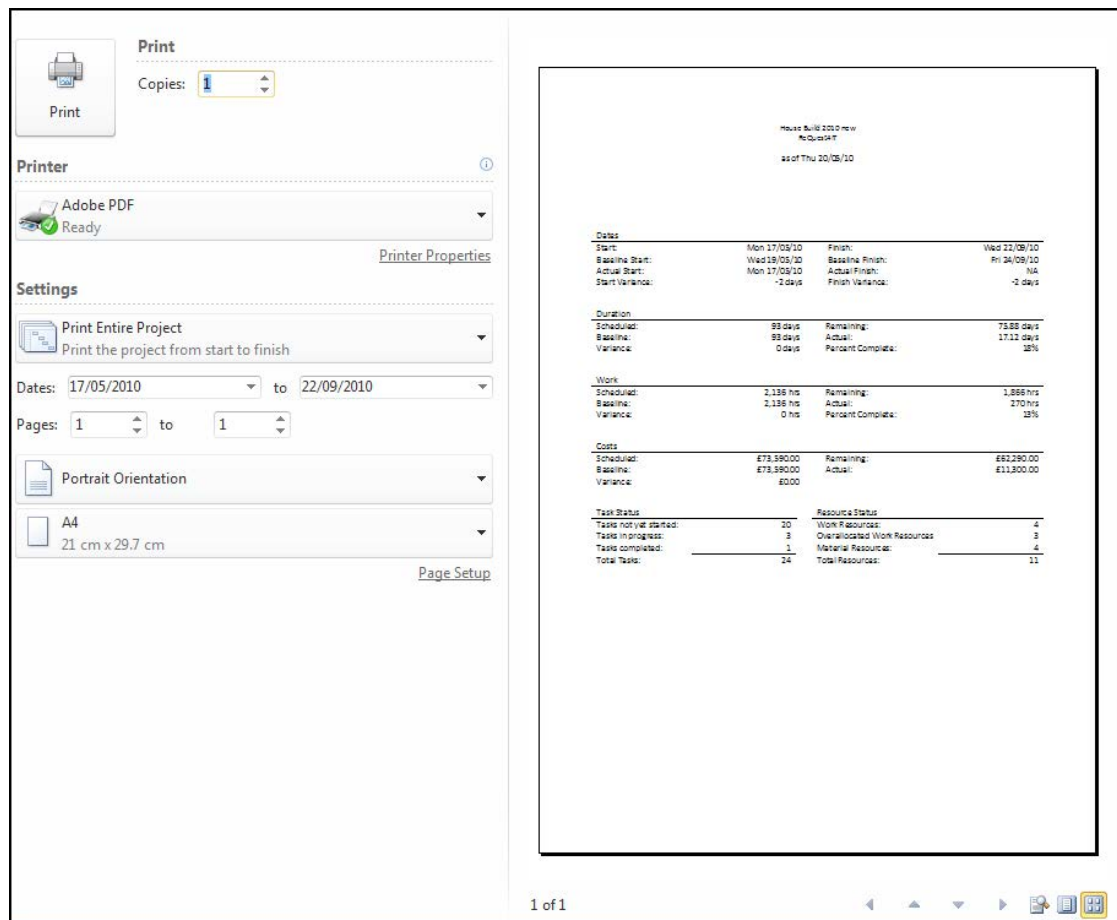 Print
Print
Copies: 1
Printer
Adobe PDF
Ready
Printer Properties
Settings
Print Entire Project
Print the project from start to finish
Dates: 17/05/2010 to 22/09/2010
Pages: 1 to 1
Portrait Orientation
A4
21 cm x 29.7 cm
Page Setup
House Build 2010 new
ReQuestAIT
as of Thu 20/05/10
Dates
Start: Mon 17/05/10 Finish: Wed 22/09/10
Baseline Start: Wed 19/05/10 Baseline Finish: Fri 24/09/10
Actual Start: Mon 17/05/10 Actual Finish: NA
Start Variance: -2 days Finish Variance: -2 days
Duration
Scheduled: 93 days Remaining: 75.88 days
Baseline: 93 days Actual: 17.12 days
Variance: 0 days Percent Complete: 18%
Work
Scheduled: 2,136 hrs Remaining: 1,866 hrs
Baseline: 2,136 hrs Actual: 270 hrs
Variance: 0 hrs Percent Complete: 13%
Costs
Scheduled: £73,590.00 Remaining: £62,290.00
Baseline: £73,590.00 Actual: £11,300.00
Variance: £0.00
Task Status Resource Status
Tasks not yet started: 20 Work Resources: 4
Tasks in progress: 3 Overallocated Work Resources 3
Tasks completed: 1 Material Resources: 4
Total Tasks: 24 Total Resources: 11
1 of 1